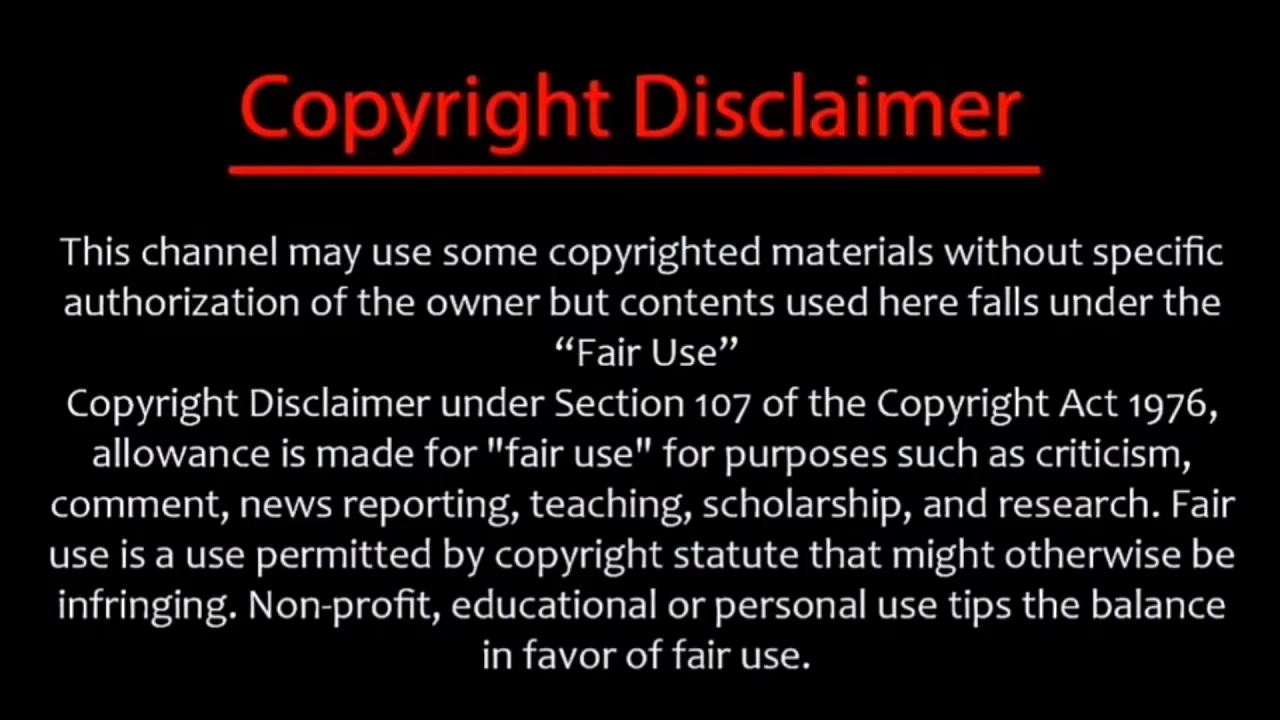 Copyright Disclaimer
This channel may use some copyrighted materials without specific
authorization of the owner but contents used here falls under the
“Fair Use”
Copyright Disclaimer under Section 107 of the Copyright Act 1976,
allowance is made for "fair use" for purposes such as criticism,
comment, news reporting, teaching, scholarship, and research. Fair
use is a use permitted by copyright statute that might otherwise be
infringing. Non-profit, educational or personal use tips the balance
in favor of fair use.